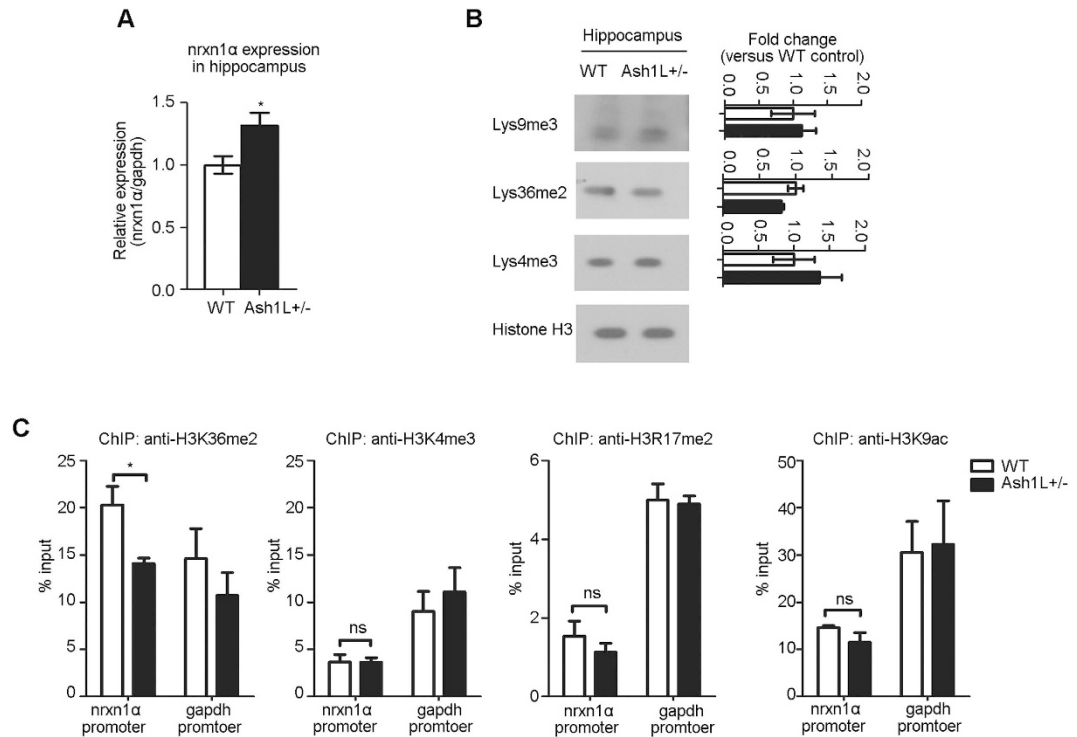 A
nrxn1α expression
in hippocampus
Relative expression
(nrxn1α/gapdh)
1.5
*
1.0
0.5
0.0
WT Ash1L+/-
B
Hippocampus
WT Ash1L+/-
Fold change
(versus WT control)
Lys9me3
0.0 0.5 1.0 1.5 2.0
Lys36me2
0.0 0.5 1.0 1.5 2.0
Lys4me3
0.0 0.5 1.0 1.5 2.0
Histone H3
C
ChIP: anti-H3K36me2
% input
25
20
15
10
5
0
*
nrxn1α
promoter
gapdh
promtoer
ChIP: anti-H3K4me3
% input
25
20
15
10
5
0
ns
nrxn1α
promoter
gapdh
promtoer
ChIP: anti-H3R17me2
% input
6
4
2
0
ns
nrxn1α
promoter
gapdh
promtoer
ChIP: anti-H3K9ac
% input
50
40
30
20
10
0
ns
nrxn1α
promoter
gapdh
promtoer
WT
Ash1L+/-